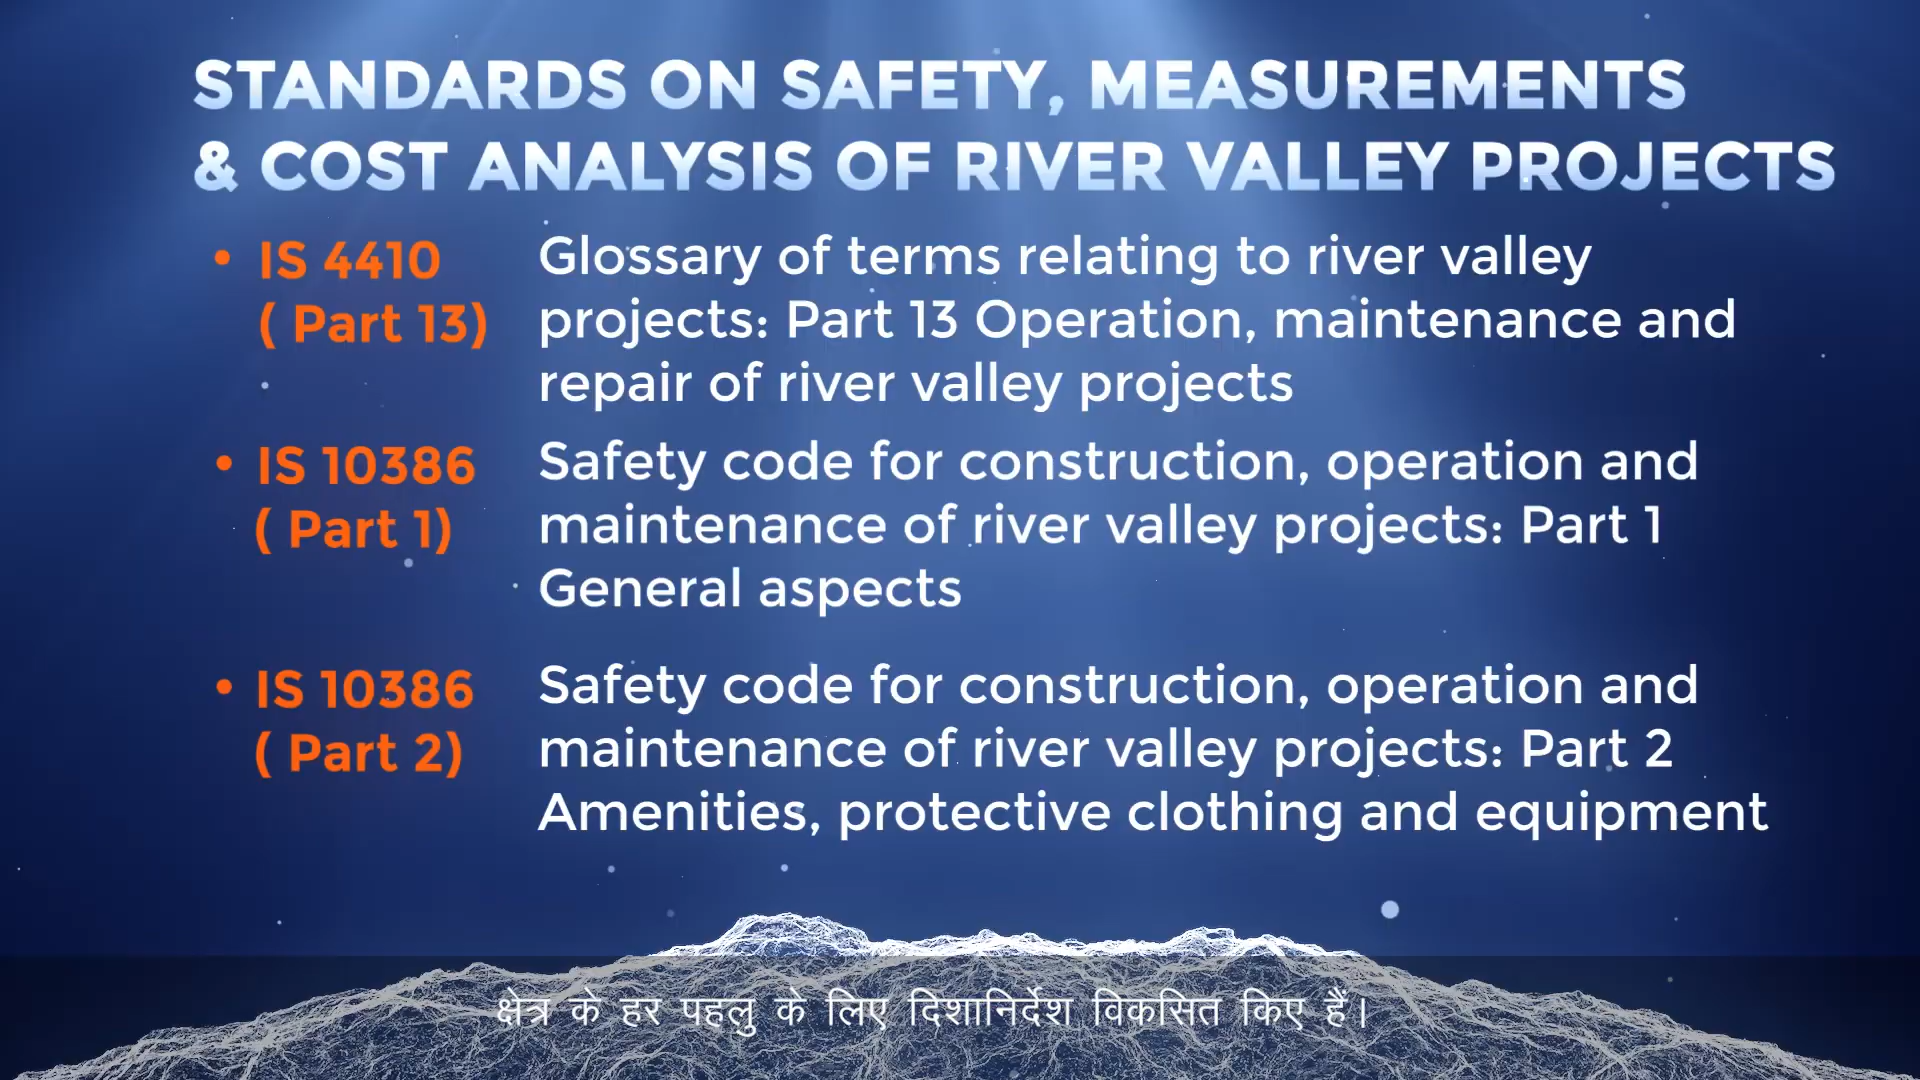 STANDARDS ON SAFETY, MEASUREMENTS
& COST ANALYSIS OF RIVER VALLEY PROJECTS
• IS 4410 Glossary of terms relating to river valley
( Part 13) projects: Part 13 Operation, maintenance and
repair of river valley projects
• IS 10386 Safety code for construction, operation and
( Part 1) maintenance of river valley projects: Part 1
General aspects
• IS 10386 Safety code for construction, operation and
( Part 2) maintenance of river valley projects: Part 2
Amenities, protective clothing and equipment
क्षेत्र के हर पहलु के लिए दिशानिर्देश विकसित किए हैं।